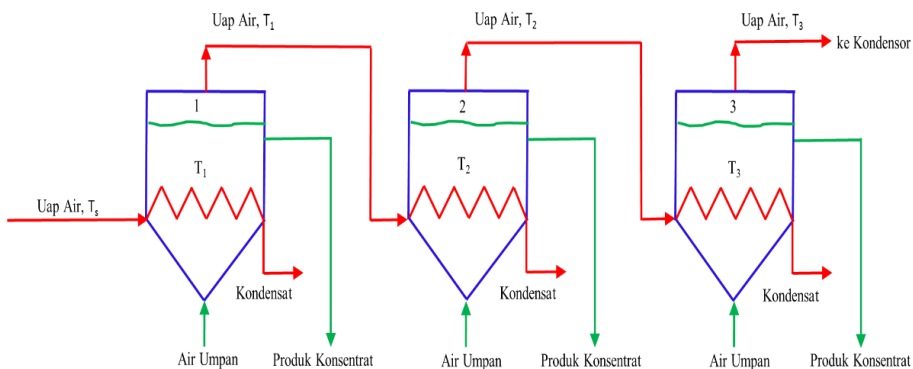 Uap Air, T₁
Uap Air, T₂
Uap Air, T₃
ke Kondensor
1
2
3
T₁
T₂
T₃
Uap Air, Tₛ
Kondensat
Kondensat
Kondensat
Air Umpan
Produk Konsentrat
Air Umpan
Produk Konsentrat
Air Umpan
Produk Konsentrat